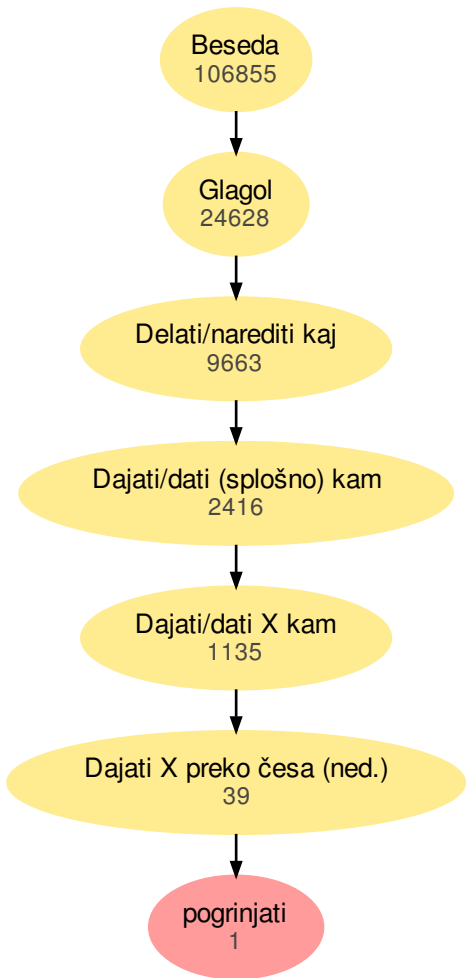 Beseda
106855
Glagol
24628
Delati/narediti kaj
9663
Dajati/dati (splošno) kam
2416
Dajati/dati X kam
1135
Dajati X preko česa (ned.)
39
pogrinjati
1